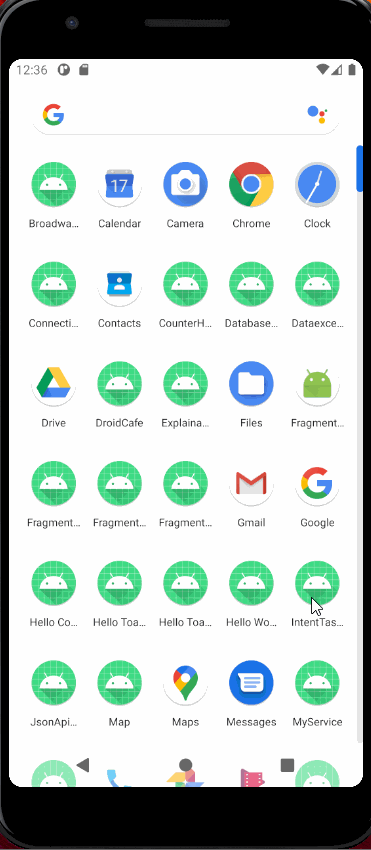 12:36
Broadwa... Calendar Camera Chrome Clock
Connecti... Contacts CounterH... Database... Dataexce...
Drive DroidCafe Explaina... Files Fragment...
Fragment... Fragment... Fragment... Gmail Google
Hello Co... Hello Toa... Hello Toa... Hello Wo... IntentTas...
JsonApi... Map Maps Messages MyService